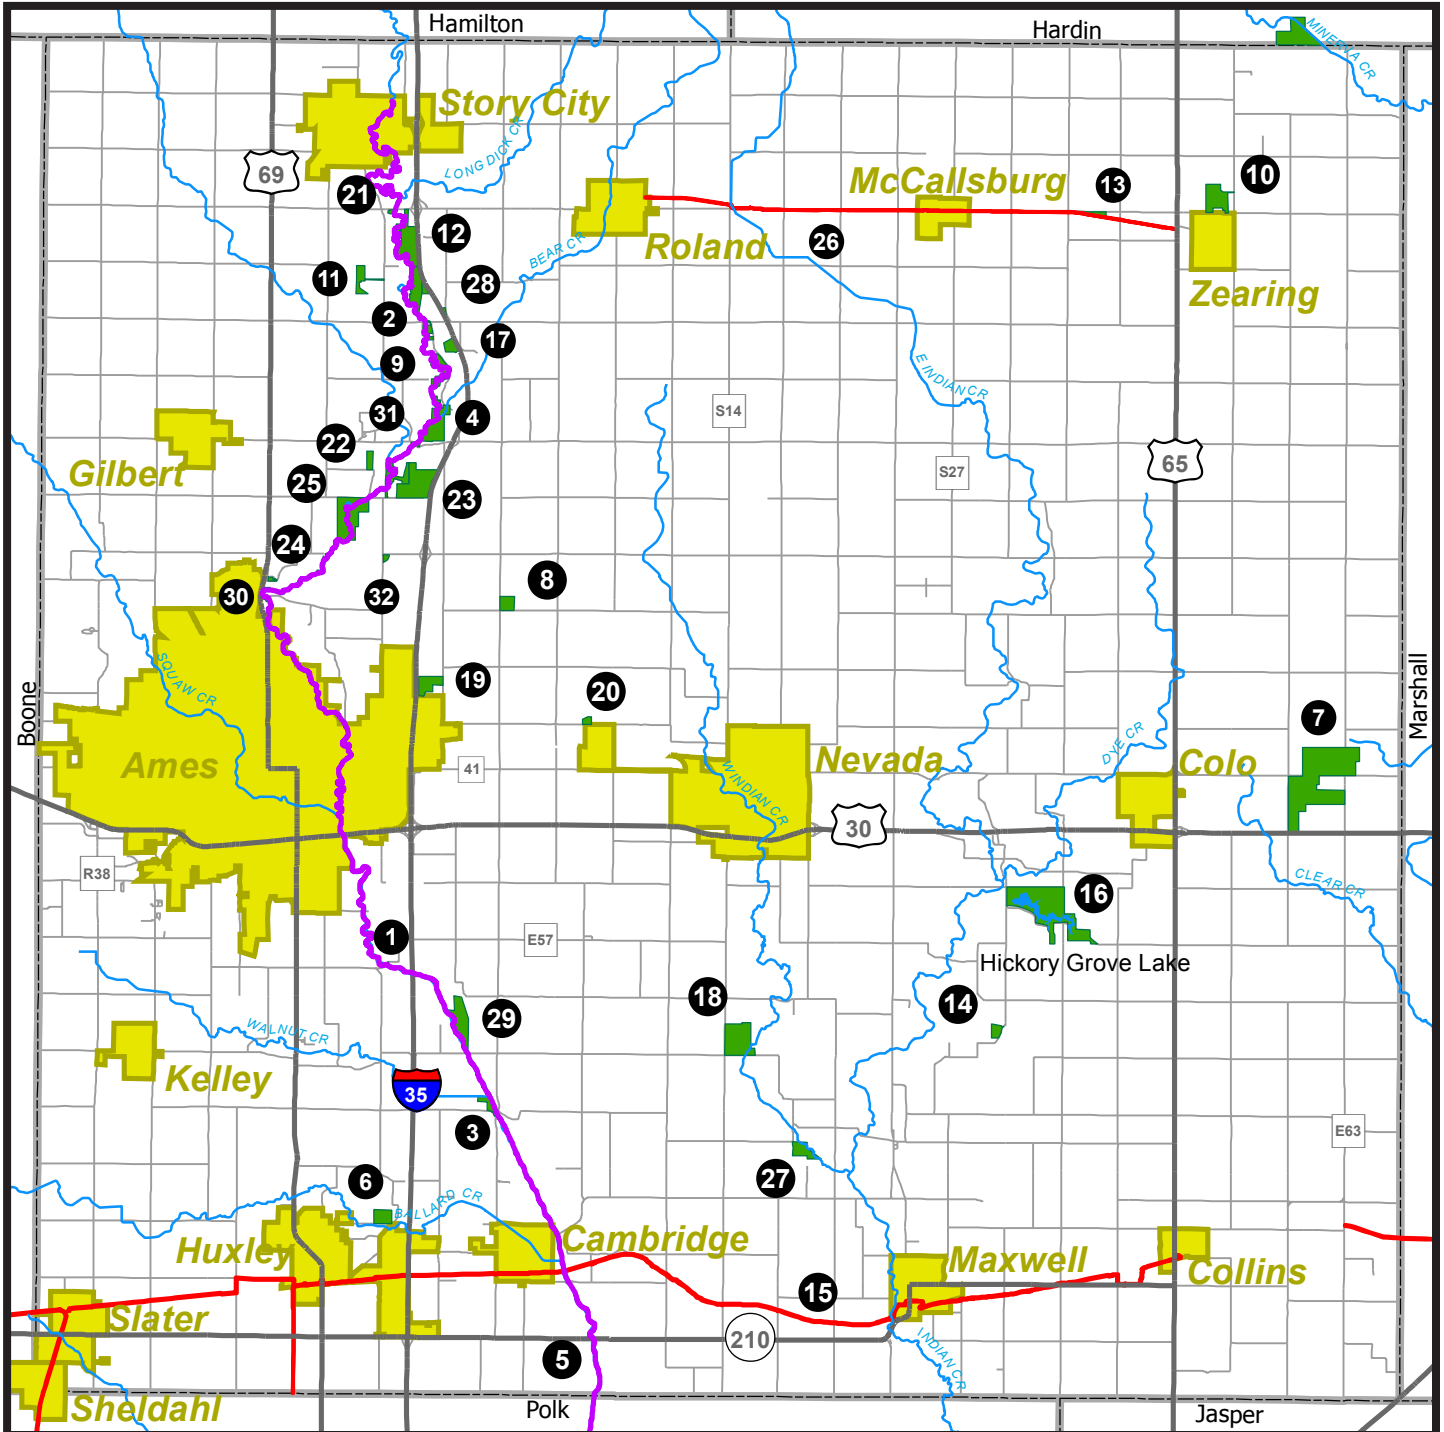 Hamilton
Hardin
MINERVA CR
Story City
LONG DICK CR
69
21
McCallsburg
13
10
12
Roland
26
BEAR CR
11
28
Zearing
2
17
9
E INDIAN CR
31
4
S14
22
65
S27
Gilbert
25
23
24
8
30
32
SQUAW CR
19
20
Boone
Marshall
7
Ames
41
Nevada
DYE CR
Colo
W INDIAN CR
30
R38
CLEAR CR
16
1
E57
Hickory Grove Lake
18
14
29
WALNUT CR
Kelley
35
3
E63
27
6
BALLARD CR
Huxley
Cambridge
Maxwell
Collins
15
Slater
210
5
INDIAN CR
Sheldahl
Polk
Jasper